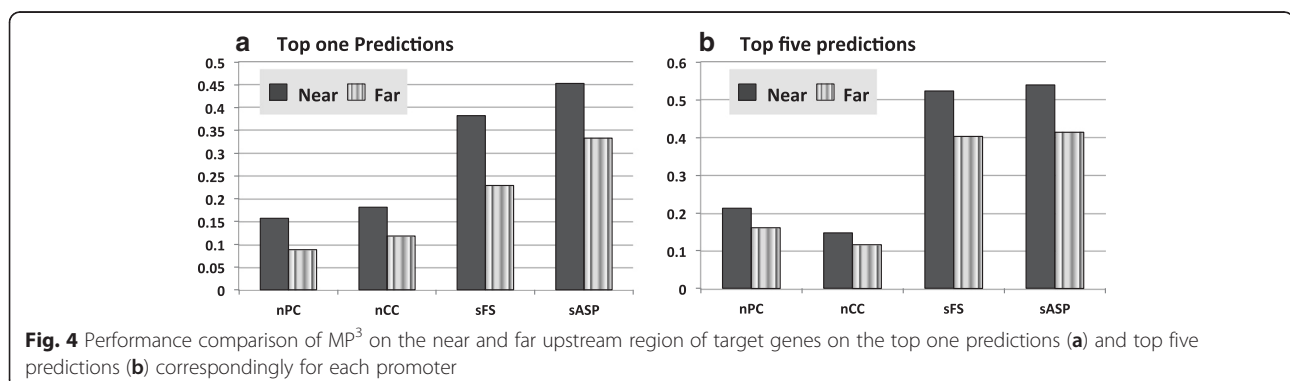 a Top one Predictions
0.5
0.45
0.4
0.35
0.3
0.25
0.2
0.15
0.1
0.05
0
Near Far
nPC nCC sFS sASP
b Top five predictions
0.6
0.5
0.4
0.3
0.2
0.1
0
Near Far
nPC nCC sFS sASP
Fig. 4 Performance comparison of MP³ on the near and far upstream region of target genes on the top one predictions (a) and top five
predictions (b) correspondingly for each promoter